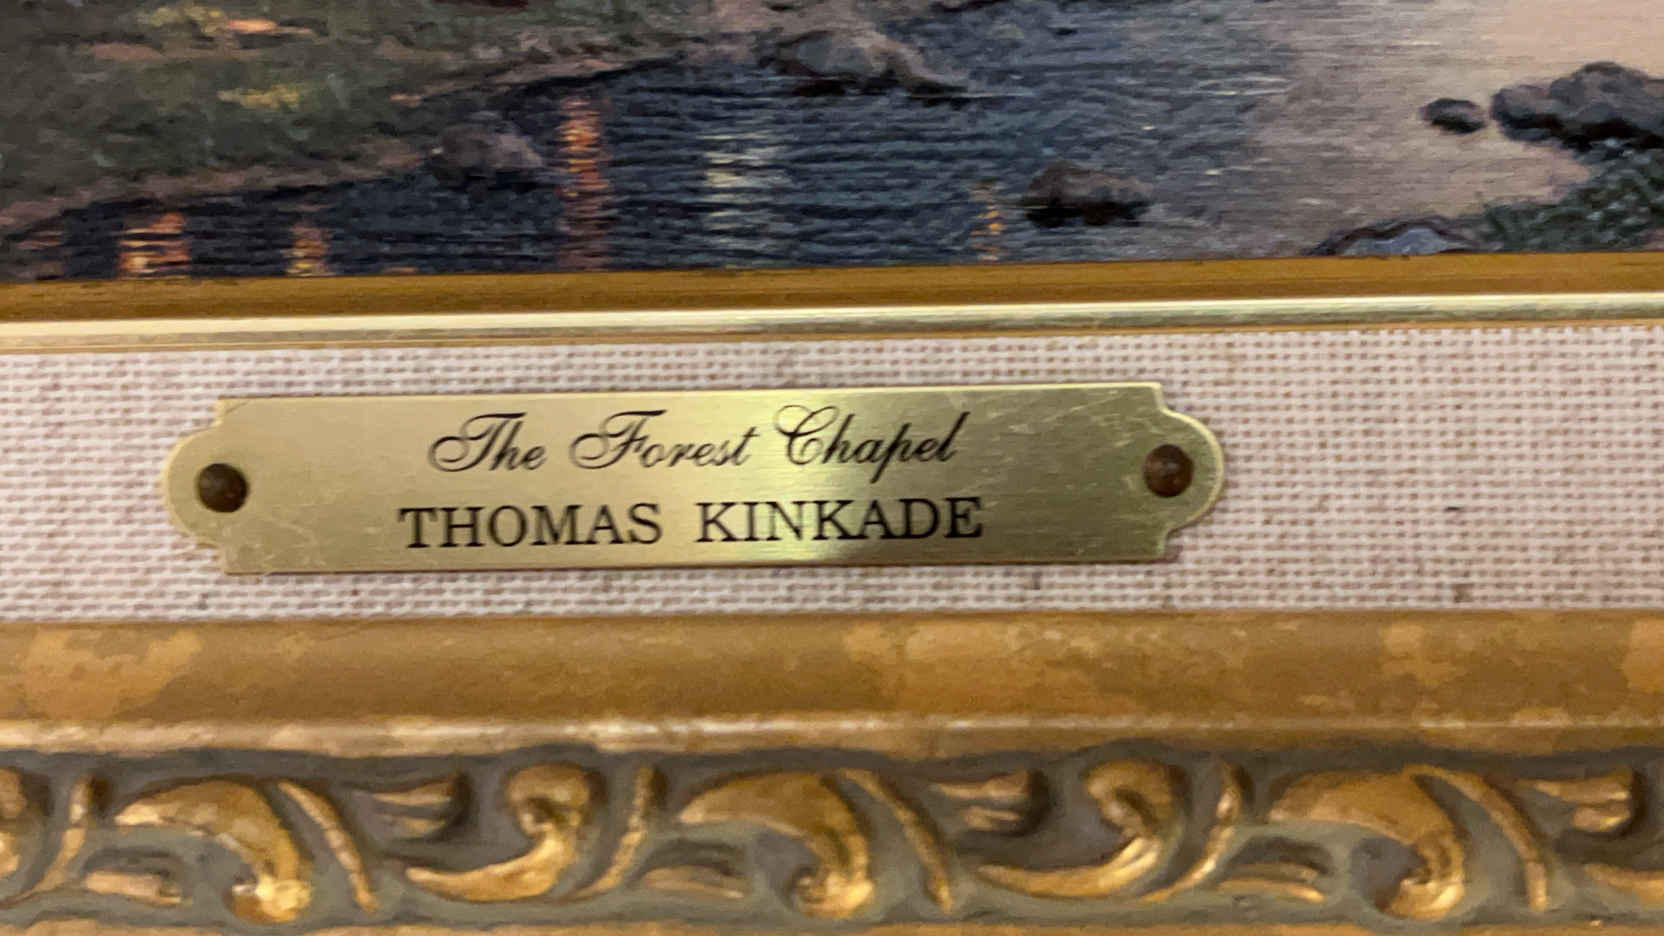 The Forest Chapel
THOMAS KINKADE